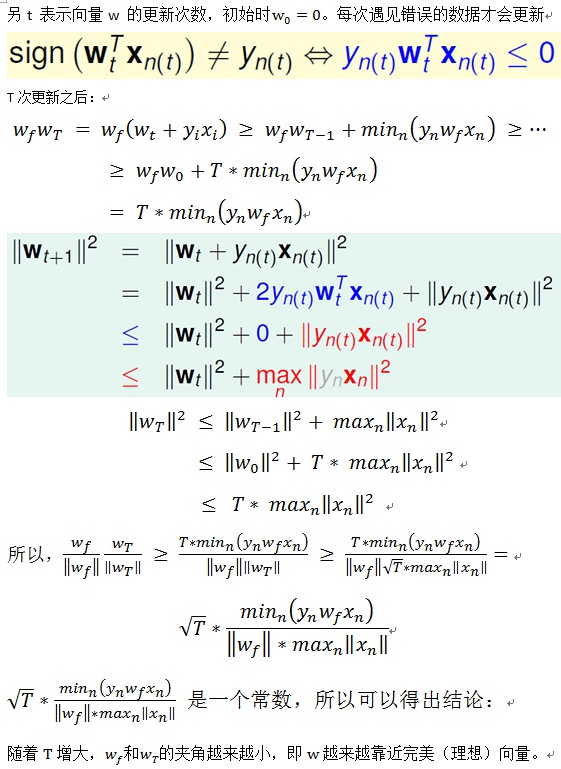 另 t 表示向量 w 的更新次数，初始时w₀ = 0。每次遇见错误的数据才会更新
sign (w_t^T x_{n(t)}) ≠ y_{n(t)} ⇔ y_{n(t)} w_t^T x_{n(t)} ≤ 0
T 次更新之后：
w_f w_T = w_f(w_t + y_i x_i) ≥ w_f w_{T−1} + min_n(y_n w_f x_n) ≥ ⋯
≥ w_f w_0 + T * min_n(y_n w_f x_n)
= T * min_n(y_n w_f x_n)
‖w_{t+1}‖² = ‖w_t + y_{n(t)} x_{n(t)}‖²
= ‖w_t‖² + 2y_{n(t)} w_t^T x_{n(t)} + ‖y_{n(t)} x_{n(t)}‖²
≤ ‖w_t‖² + 0 + ‖y_{n(t)} x_{n(t)}‖²
≤ ‖w_t‖² + max_n ‖y_n x_n‖²
‖w_T‖² ≤ ‖w_{T−1}‖² + max_n‖x_n‖²
≤ ‖w_0‖² + T * max_n‖x_n‖²
≤ T * max_n‖x_n‖²
所以，w_f/‖w_f‖ w_T/‖w_T‖ ≥ T*min_n(y_n w_f x_n)/‖w_f‖‖w_T‖ ≥ T*min_n(y_n w_f x_n)/‖w_f‖√T*max_n‖x_n‖ =
√T * min_n(y_n w_f x_n)/‖w_f‖ * max_n‖x_n‖
√T * min_n(y_n w_f x_n)/‖w_f‖*max_n‖x_n‖ 是一个常数，所以可以得出结论：
随着 T 增大，w_f和w_T的夹角越来越小，即 w 越来越靠近完美（理想）向量。